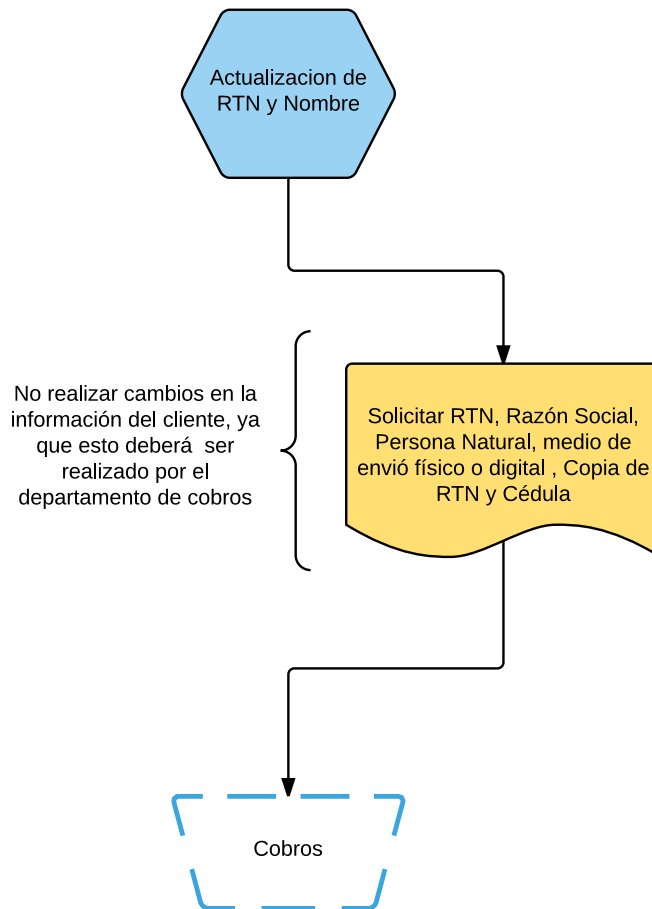 Actualizacion de
RTN y Nombre
No realizar cambios en la
información del cliente, ya
que esto deberá  ser
realizado por el
departamento de cobros
Solicitar RTN, Razón Social,
Persona Natural, medio de
envió físico o digital , Copia de
RTN y Cédula
Cobros